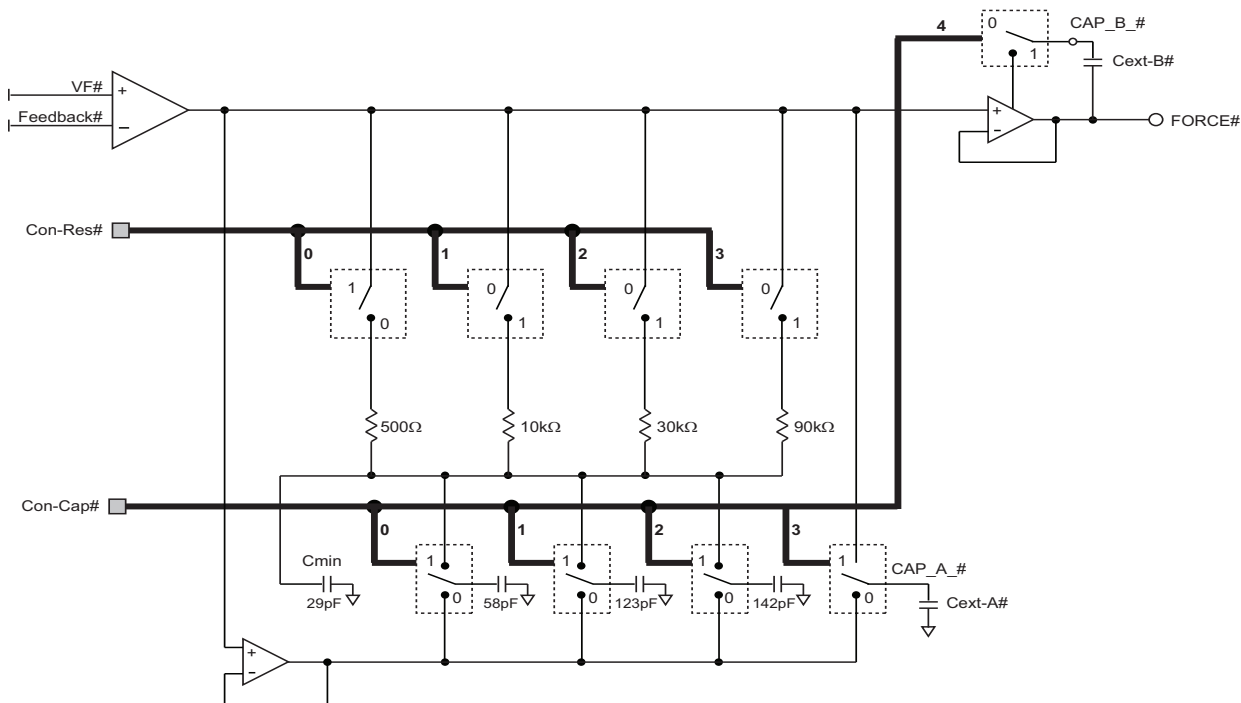 4
0
1
CAP_B_#
Cext-B#
VF#
+
Feedback#
−
+
−
FORCE#
Con-Res#
0
1
2
3
1
0
0
1
0
1
0
1
500Ω
10kΩ
30kΩ
90kΩ
Con-Cap#
0
1
2
3
Cmin
29pF
1
0
58pF
1
0
123pF
1
0
142pF
1
0
CAP_A_#
Cext-A#
+
−